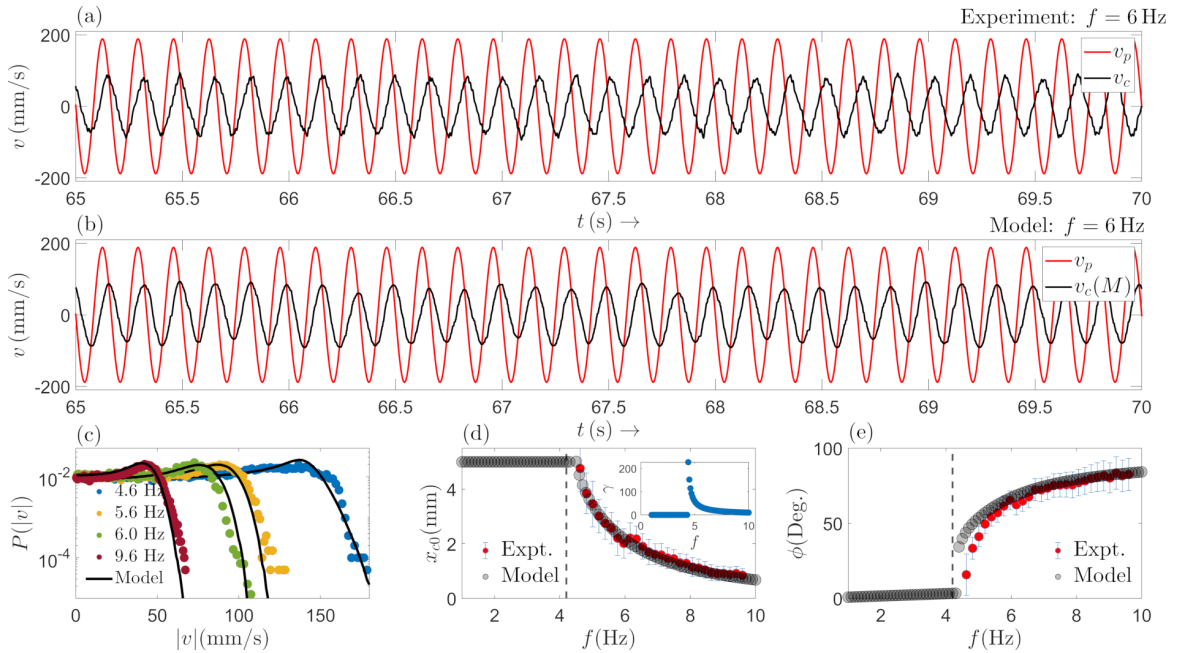 (a)
Experiment: f = 6 Hz
200
0
-200
v (mm/s)
v_p
v_c
65 65.5 66 66.5 67 67.5 68 68.5 69 69.5 70
t (s) →
(b)
Model: f = 6 Hz
200
0
-200
v (mm/s)
v_p
v_c(M)
65 65.5 66 66.5 67 67.5 68 68.5 69 69.5 70
t (s) →
(c)
10^-2
10^-4
P(|v|)
4.6 Hz
5.6 Hz
6.0 Hz
9.6 Hz
Model
0 50 100 150
|v|(mm/s)
(d)
4
2
0
x_c0(mm)
200
100
0
γ
0 5 10
f
Expt.
Model
2 4 6 8 10
f(Hz)
(e)
100
50
0
ϕ(Deg.)
Expt.
Model
2 4 6 8 10
f(Hz)